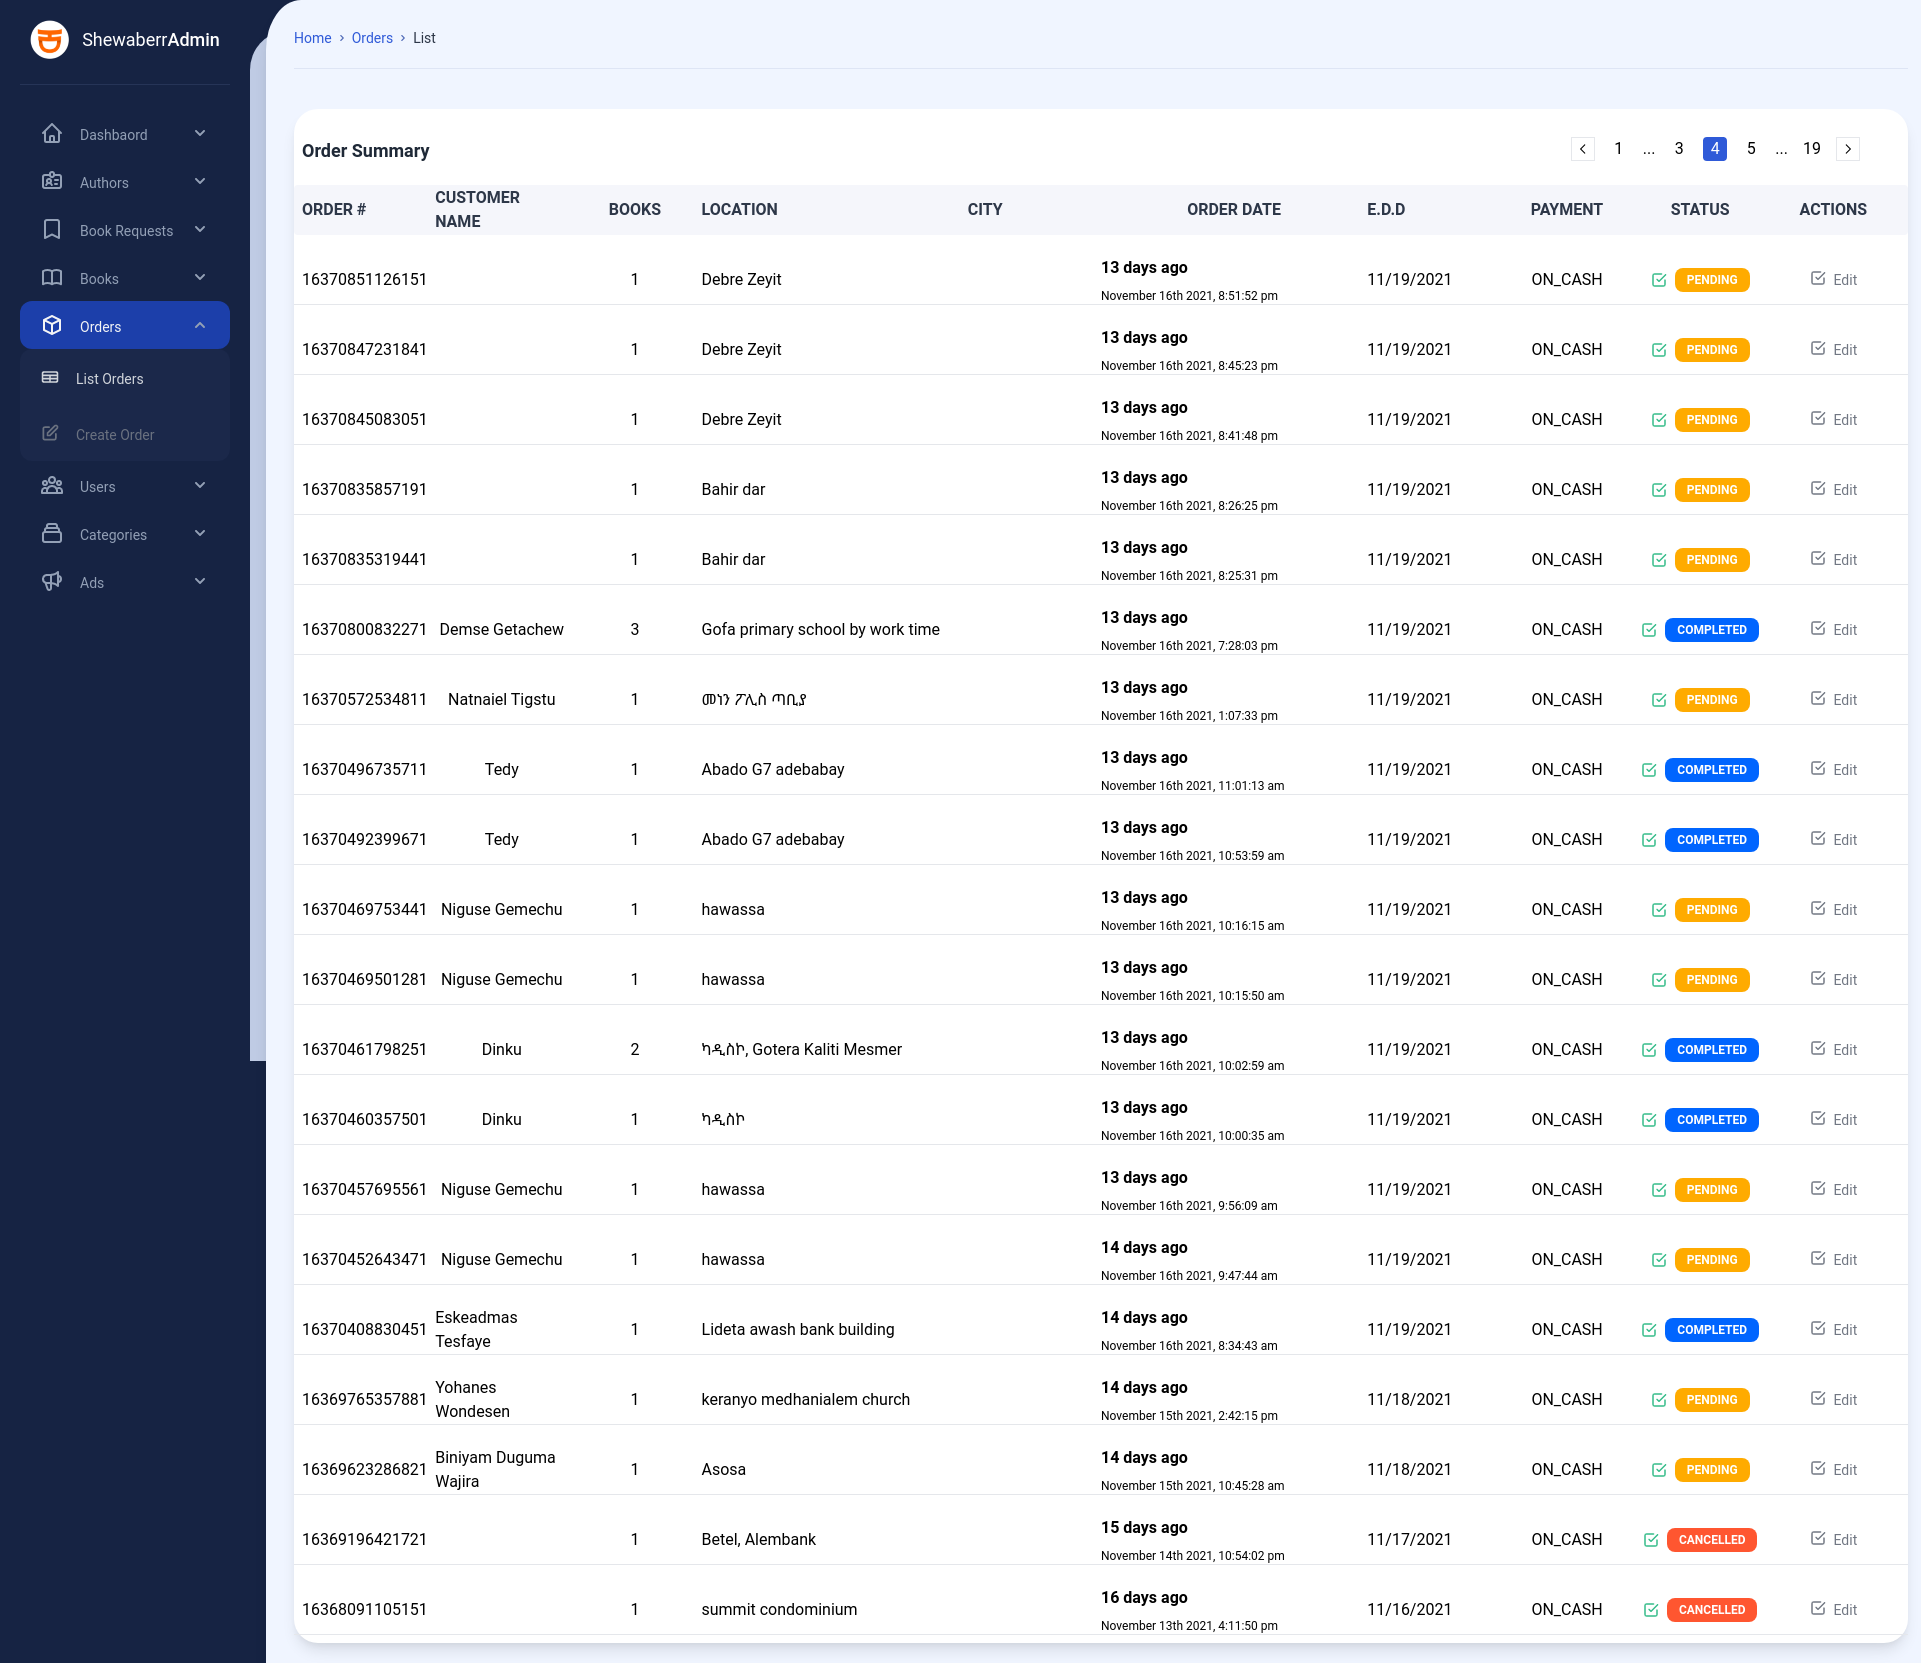 ShewaberrAdmin
Dashbaord
Authors
Book Requests
Books
Orders
List Orders
Create Order
Users
Categories
Ads
Home › Orders › List
Order Summary
1 ... 3 4 5 ... 19
ORDER # CUSTOMER NAME BOOKS LOCATION CITY ORDER DATE E.D.D PAYMENT STATUS ACTIONS
16370851126151 1 Debre Zeyit 13 days ago November 16th 2021, 8:51:52 pm 11/19/2021 ON_CASH PENDING Edit
16370847231841 1 Debre Zeyit 13 days ago November 16th 2021, 8:45:23 pm 11/19/2021 ON_CASH PENDING Edit
16370845083051 1 Debre Zeyit 13 days ago November 16th 2021, 8:41:48 pm 11/19/2021 ON_CASH PENDING Edit
16370835857191 1 Bahir dar 13 days ago November 16th 2021, 8:26:25 pm 11/19/2021 ON_CASH PENDING Edit
16370835319441 1 Bahir dar 13 days ago November 16th 2021, 8:25:31 pm 11/19/2021 ON_CASH PENDING Edit
16370800832271 Demse Getachew 3 Gofa primary school by work time 13 days ago November 16th 2021, 7:28:03 pm 11/19/2021 ON_CASH COMPLETED Edit
16370572534811 Natnaiel Tigstu 1 መነን ፖሊስ ጣቢያ 13 days ago November 16th 2021, 1:07:33 pm 11/19/2021 ON_CASH PENDING Edit
16370496735711 Tedy 1 Abado G7 adebabay 13 days ago November 16th 2021, 11:01:13 am 11/19/2021 ON_CASH COMPLETED Edit
16370492399671 Tedy 1 Abado G7 adebabay 13 days ago November 16th 2021, 10:53:59 am 11/19/2021 ON_CASH COMPLETED Edit
16370469753441 Niguse Gemechu 1 hawassa 13 days ago November 16th 2021, 10:16:15 am 11/19/2021 ON_CASH PENDING Edit
16370469501281 Niguse Gemechu 1 hawassa 13 days ago November 16th 2021, 10:15:50 am 11/19/2021 ON_CASH PENDING Edit
16370461798251 Dinku 2 ካዲስኮ, Gotera Kaliti Mesmer 13 days ago November 16th 2021, 10:02:59 am 11/19/2021 ON_CASH COMPLETED Edit
16370460357501 Dinku 1 ካዲስኮ 13 days ago November 16th 2021, 10:00:35 am 11/19/2021 ON_CASH COMPLETED Edit
16370457695561 Niguse Gemechu 1 hawassa 13 days ago November 16th 2021, 9:56:09 am 11/19/2021 ON_CASH PENDING Edit
16370452643471 Niguse Gemechu 1 hawassa 14 days ago November 16th 2021, 9:47:44 am 11/19/2021 ON_CASH PENDING Edit
16370408830451 Eskeadmas Tesfaye 1 Lideta awash bank building 14 days ago November 16th 2021, 8:34:43 am 11/19/2021 ON_CASH COMPLETED Edit
16369765357881 Yohanes Wondesen 1 keranyo medhanialem church 14 days ago November 15th 2021, 2:42:15 pm 11/18/2021 ON_CASH PENDING Edit
16369623286821 Biniyam Duguma Wajira 1 Asosa 14 days ago November 15th 2021, 10:45:28 am 11/18/2021 ON_CASH PENDING Edit
16369196421721 1 Betel, Alembank 15 days ago November 14th 2021, 10:54:02 pm 11/17/2021 ON_CASH CANCELLED Edit
16368091105151 1 summit condominium 16 days ago November 13th 2021, 4:11:50 pm 11/16/2021 ON_CASH CANCELLED Edit